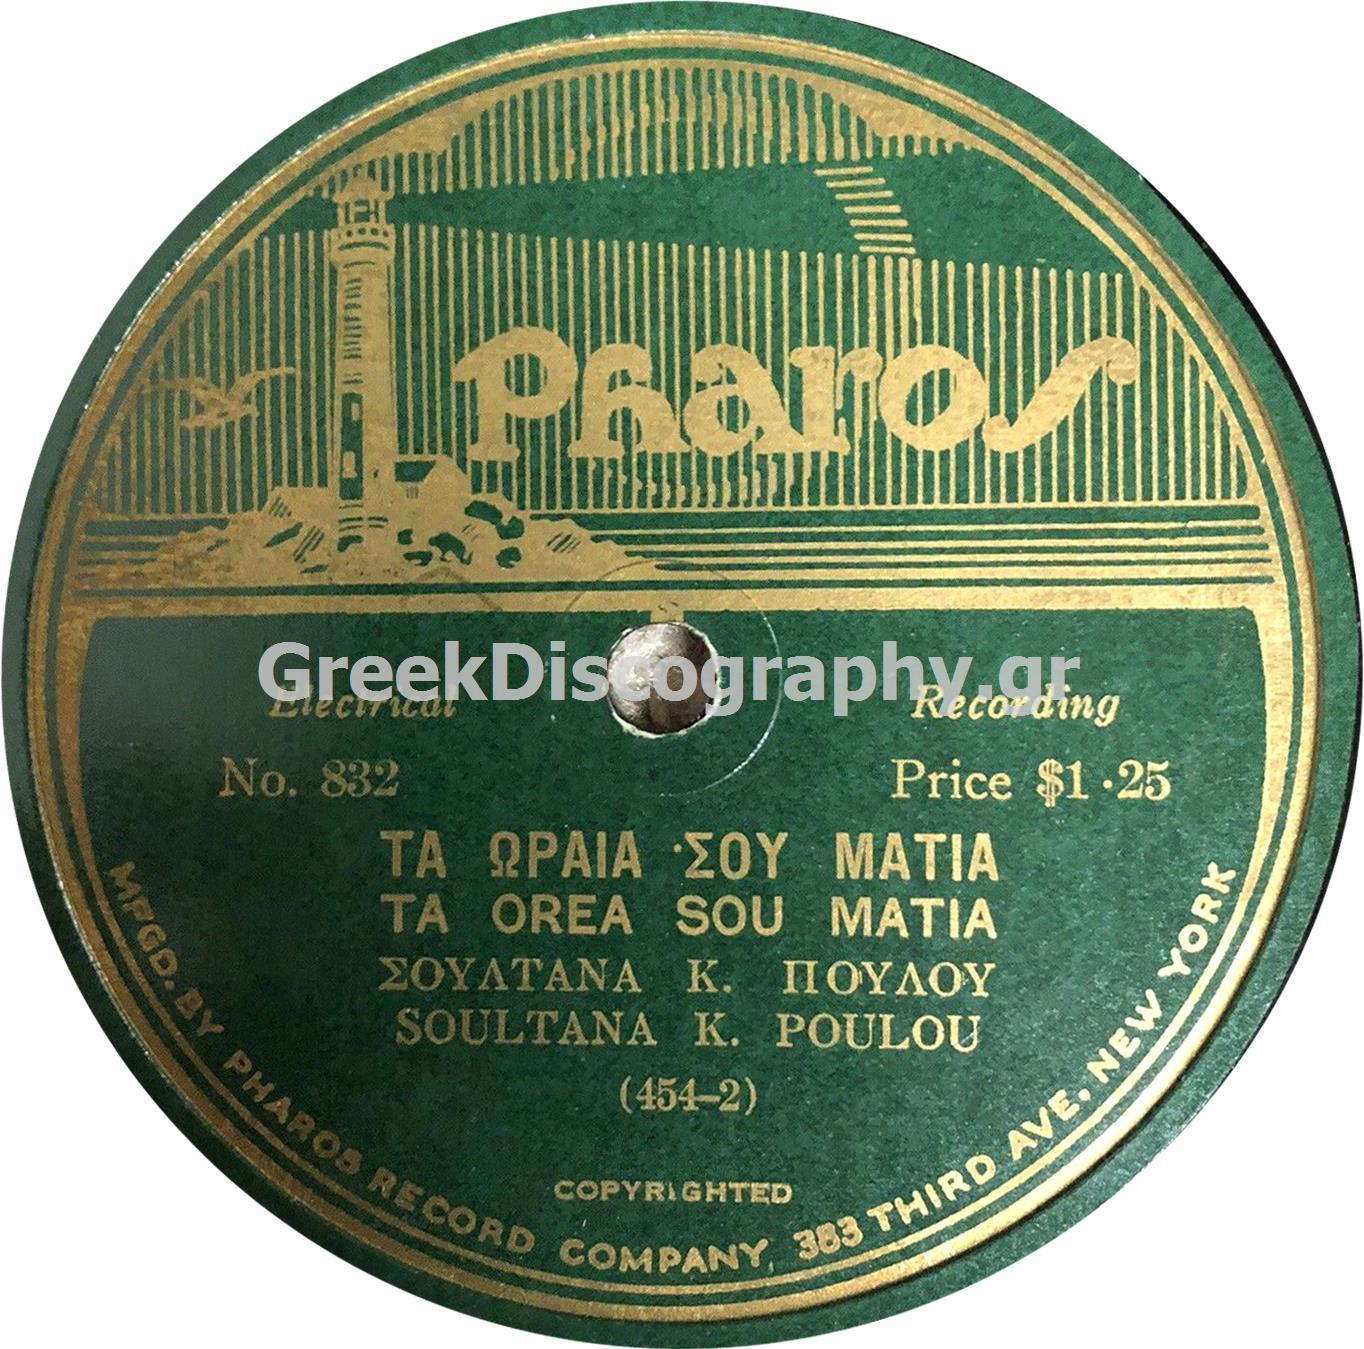 Pharos
GreekDiscography.gr
Electrical Recording
No. 832 Price $1.25
ΤΑ ΩΡΑΙΑ ΣΟΥ ΜΑΤΙΑ
TA OREA SOU MATIA
ΣΟΥΛΤΑΝΑ Κ. ΠΟΥΛΟΥ
SOULTANA K. POULOU
(454-2)
COPYRIGHTED
MFGD. BY PHAROS RECORD COMPANY, 383 THIRD AVE. NEW YORK